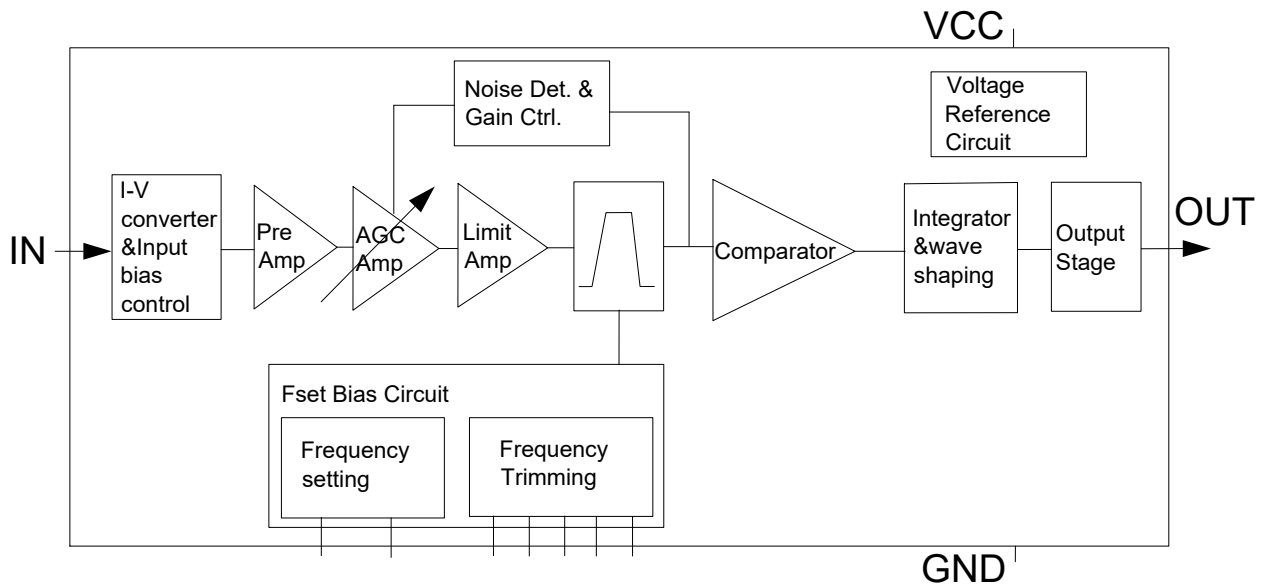 VCC
Noise Det. &
Gain Ctrl.
Voltage
Reference
Circuit
IN
I-V
converter
&Input
bias
control
Pre
Amp
AGC
Amp
Limit
Amp
Comparator
Integrator
&wave
shaping
Output
Stage
OUT
Fset Bias Circuit
Frequency
setting
Frequency
Trimming
GND